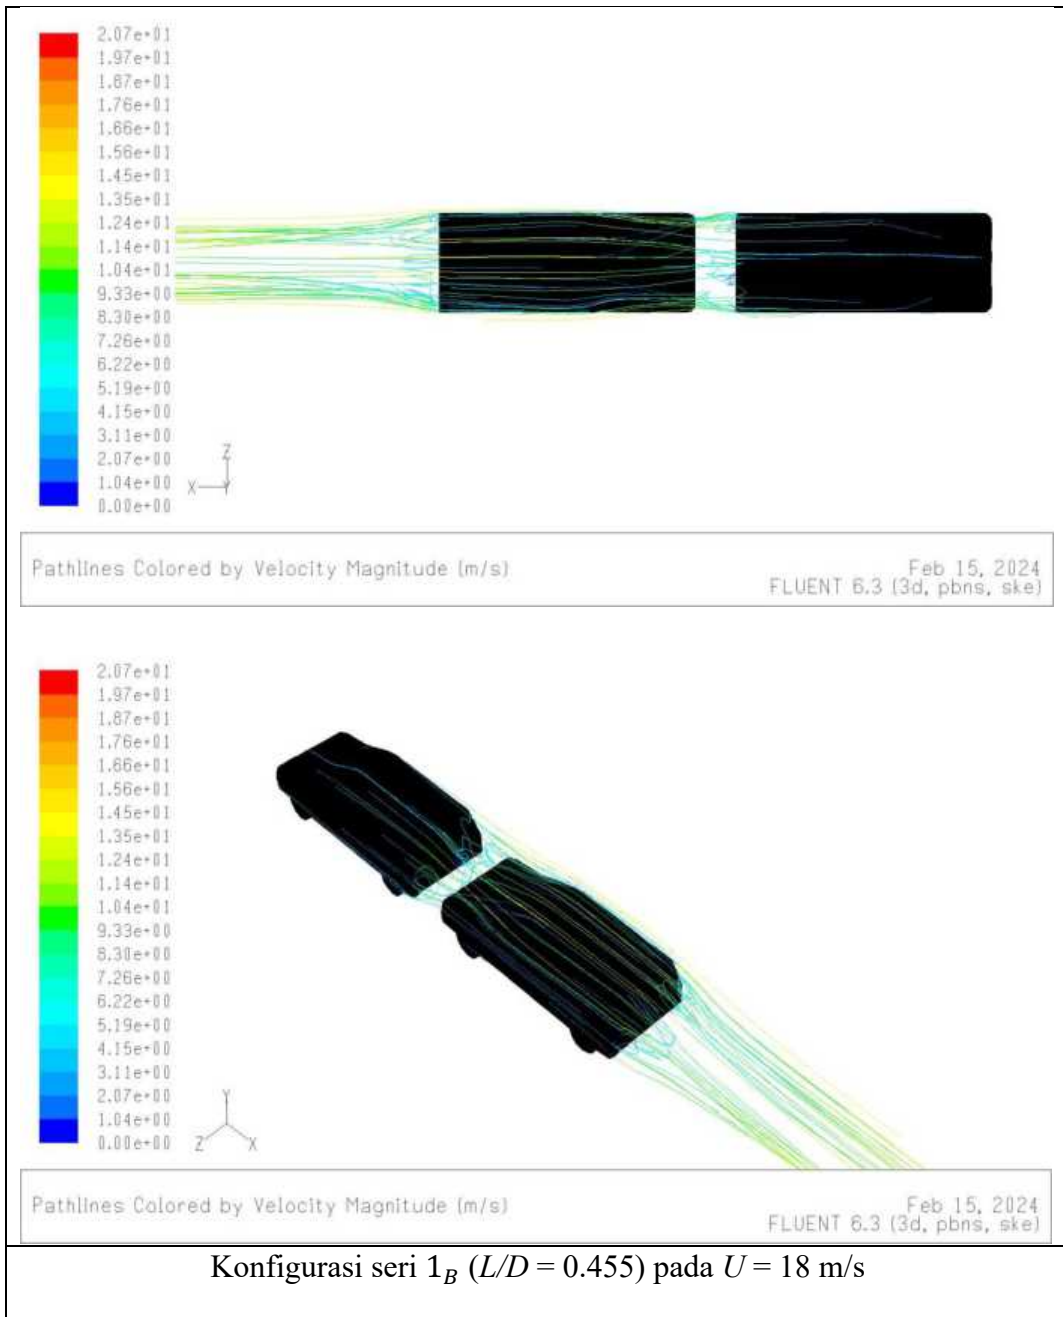 2.07e+01
1.97e+01
1.87e+01
1.76e+01
1.66e+01
1.56e+01
1.45e+01
1.35e+01
1.24e+01
1.14e+01
1.04e+01
9.33e+00
8.30e+00
7.26e+00
6.22e+00
5.19e+00
4.15e+00
3.11e+00
2.07e+00
1.04e+00
0.00e+00
Z
X
Y
Pathlines Colored by Velocity Magnitude (m/s)
Feb 15, 2024
FLUENT 6.3 (3d, pbns, ske)
2.07e+01
1.97e+01
1.87e+01
1.76e+01
1.66e+01
1.56e+01
1.45e+01
1.35e+01
1.24e+01
1.14e+01
1.04e+01
9.33e+00
8.30e+00
7.26e+00
6.22e+00
5.19e+00
4.15e+00
3.11e+00
2.07e+00
1.04e+00
0.00e+00
Y
Z
X
Pathlines Colored by Velocity Magnitude (m/s)
Feb 15, 2024
FLUENT 6.3 (3d, pbns, ske)
Konfigurasi seri 1_B (L/D = 0.455) pada U = 18 m/s